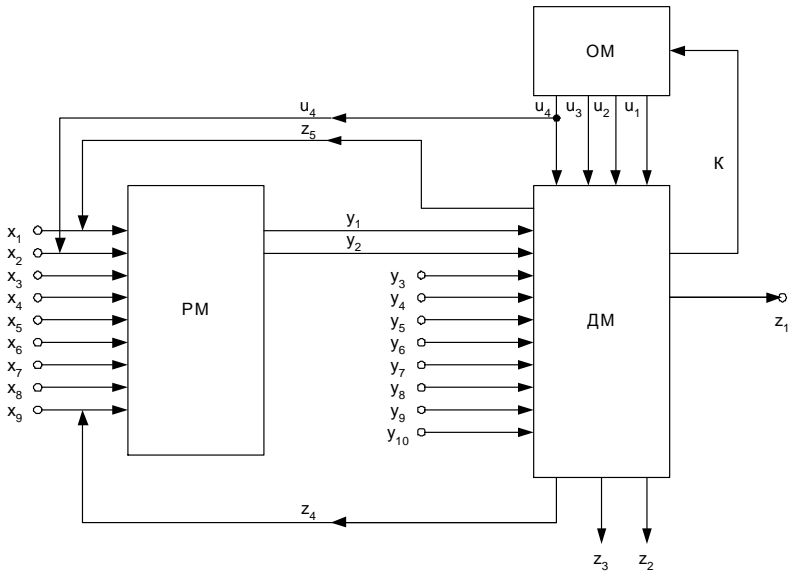 ОМ
u4
u4
u3
u2
u1
z5
К
x1
y1
x2
y2
x3
y3
x4
y4
z1
РМ
ДМ
x5
y5
x6
y6
x7
y7
x8
y8
x9
y9
y10
z4
z3
z2